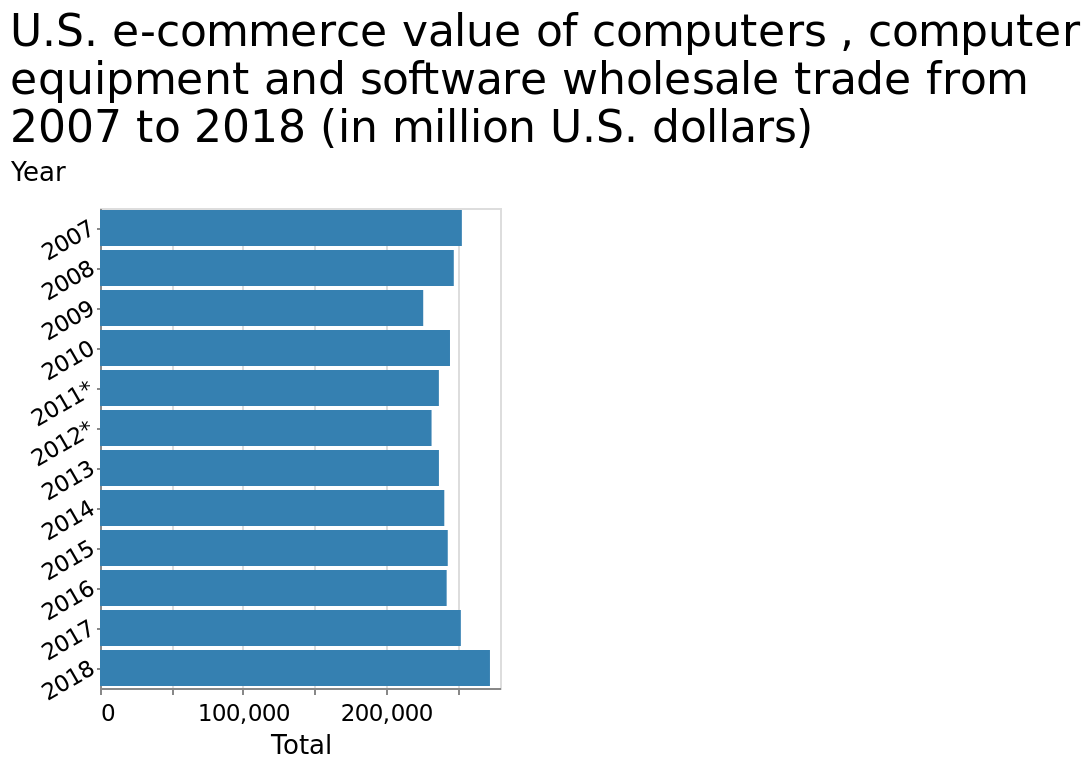 U.S. e-commerce value of computers , computer
equipment and software wholesale trade from
2007 to 2018 (in million U.S. dollars)
Year
2007
2008
2009
2010
2011*
2012*
2013
2014
2015
2016
2017
2018
0 100,000 200,000
Total